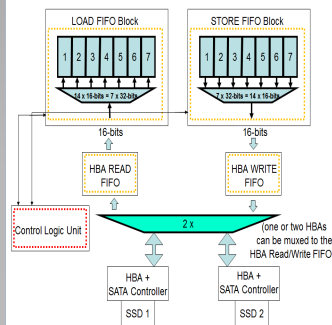 LOAD FIFO Block
STORE FIFO Block
1 2 3 4 5 6 7
1 2 3 4 5 6 7
14 x 16-bits = 7 x 32-bits
7 x 32-bit = 14 x 16-bits
16-bits
16-bits
HBA READ
FIFO
HBA WRITE
FIFO
Control Logic Unit
2 x
(one or two HBAs
can be muxed to the
HBA Read/Write FIFO
HBA +
SATA Controller
HBA +
SATA Controller
SSD 1
SSD 2